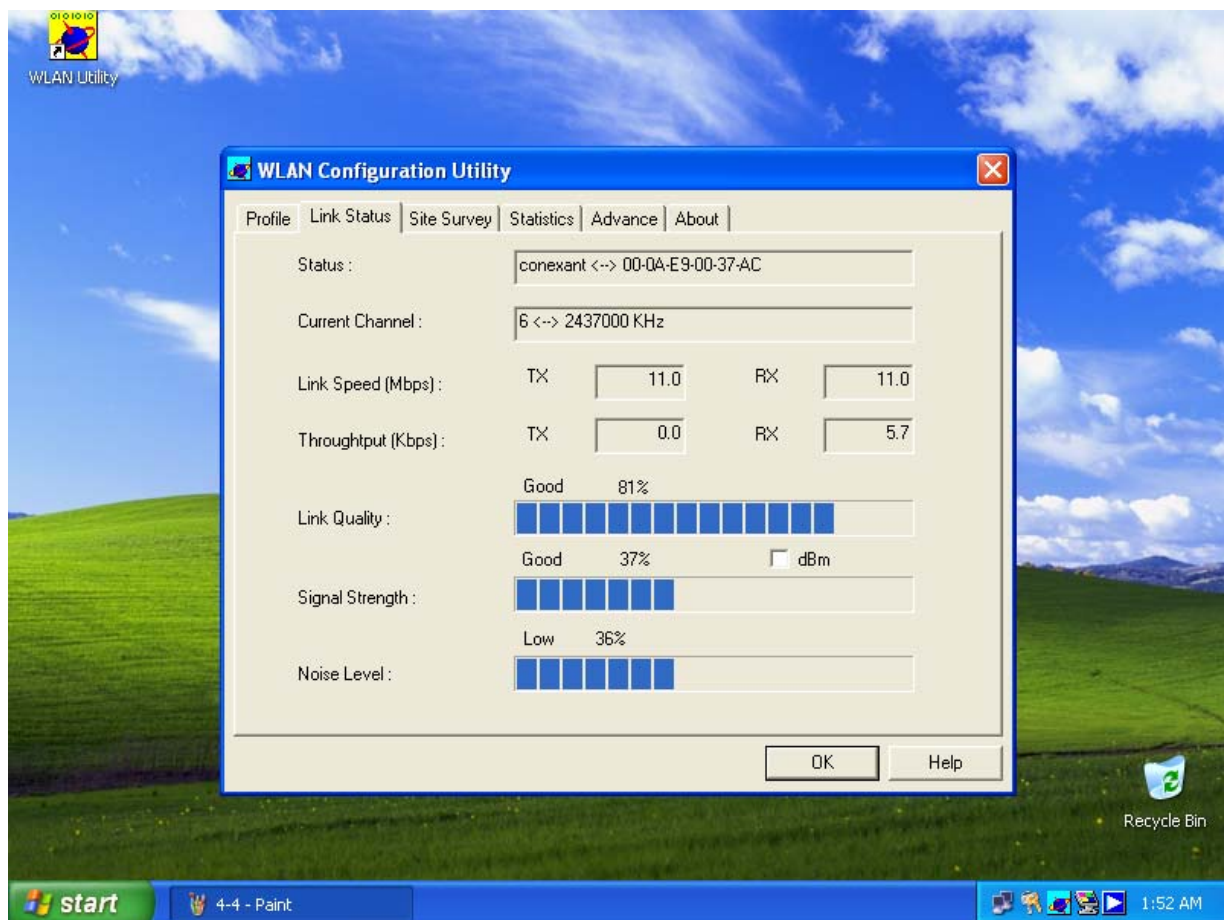 010101O
WLAN Utility
WLAN Configuration Utility
Profile Link Status Site Survey Statistics Advance About
Status : conexant <--> 00-0A-E9-00-37-AC
Current Channel : 6 <--> 2437000 KHz
Link Speed (Mbps) : TX 11.0 RX 11.0
Throughtput (Kbps) : TX 0.0 RX 5.7
Good 81%
Link Quality :
Good 37% dBm
Signal Strength :
Low 36%
Noise Level :
OK Help
Recycle Bin
start 4-4 - Paint 1:52 AM